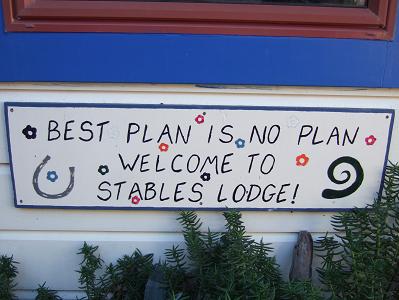 BEST PLAN IS NO PLAN
WELCOME TO
STABLES LODGE!